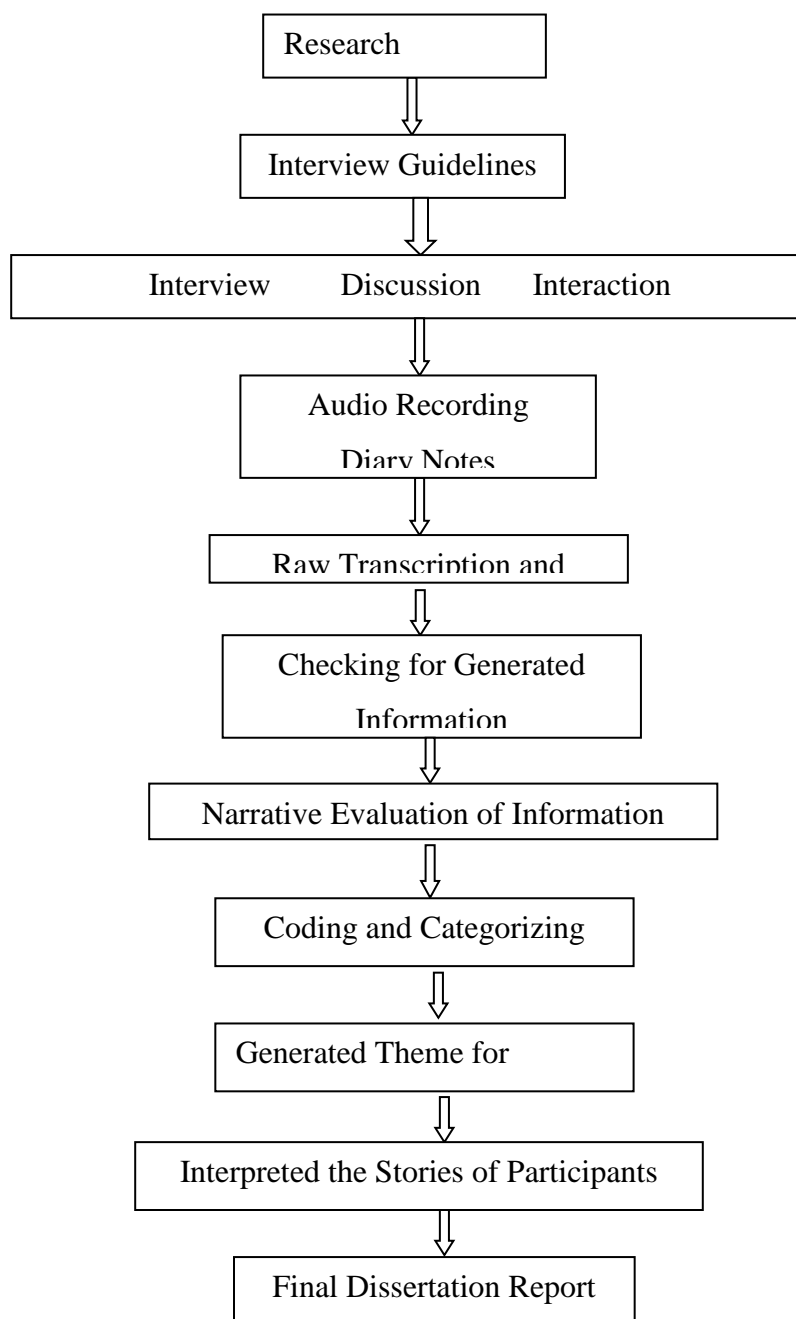 Research
Interview Guidelines
Interview Discussion Interaction
Audio Recording
Diary Notes
Raw Transcription and
Checking for Generated
Information
Narrative Evaluation of Information
Coding and Categorizing
Generated Theme for
Interpreted the Stories of Participants
Final Dissertation Report